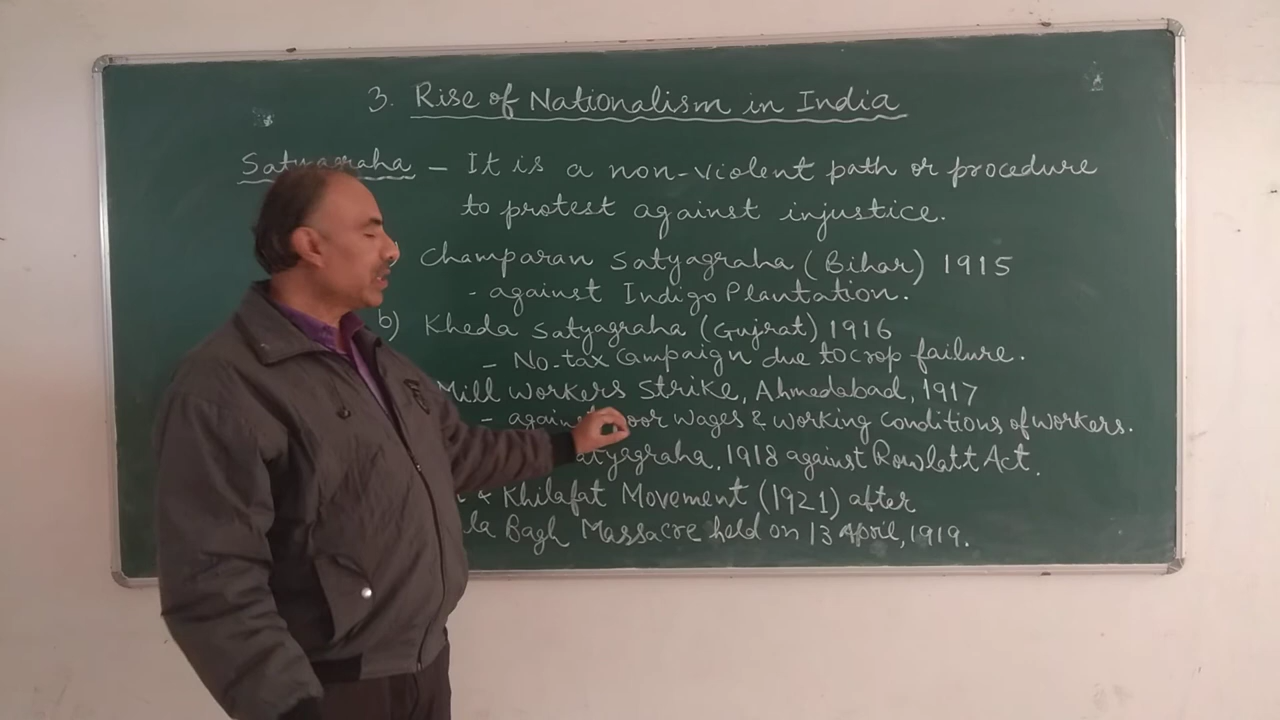 3. Rise of Nationalism in India
Satyagraha - It is a non-violent path or procedure
to protest against injustice.
Champaran Satyagraha (Bihar) 1915
- against Indigo Plantation.
b) Kheda Satyagraha (Gujrat) 1916
- No-tax Campaign due to crop failure.
Mill Workers Strike, Ahmedabad, 1917
- against poor wages & working Conditions of workers.
atyagraha, 1918 against Rowlatt Act.
& Khilafat Movement (1921) after
la Bagh Massacre held on 13 April, 1919.